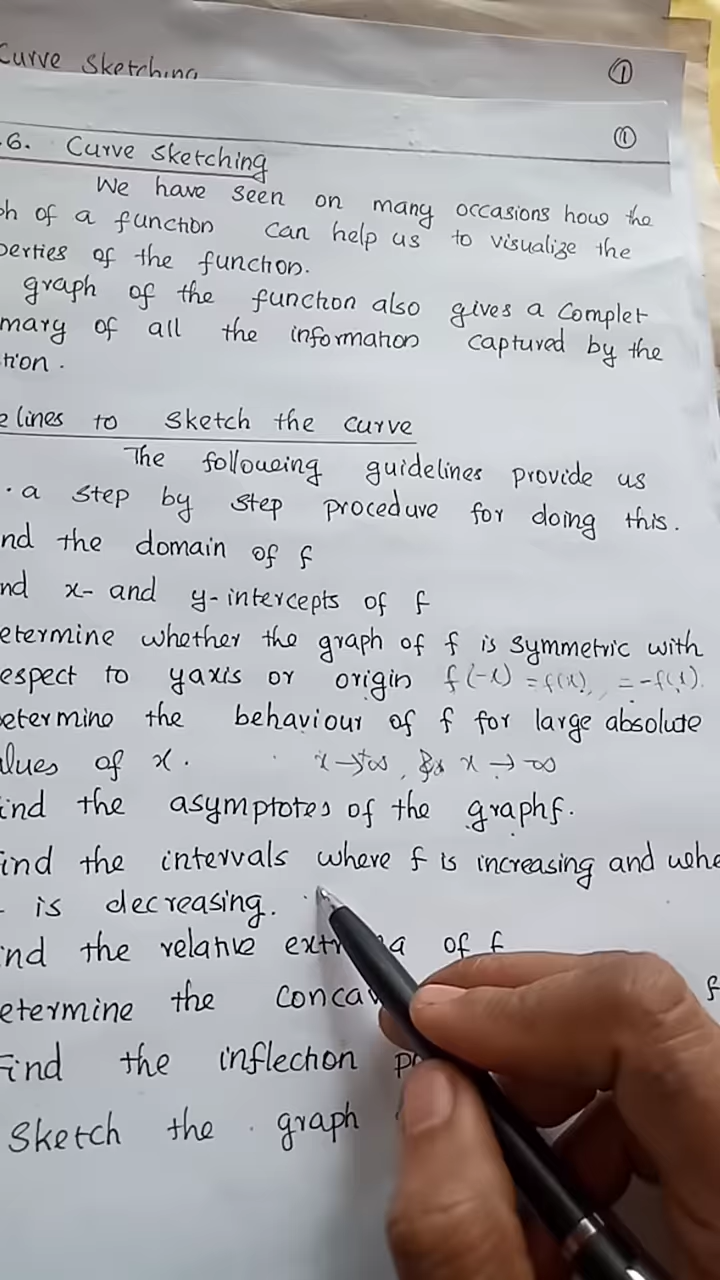 Curve Sketching ①
①
.6. Curve sketching
We have seen on many occasions how the
ph of a function can help us to visualize the
perties of the function.
graph of the function also gives a Complet
mary of all the information captured by the
tion.
e lines to sketch the curve
The following guidelines provide us
. a step by step procedure for doing this.
nd the domain of f
nd x- and y-intercepts of f
etermine whether the graph of f is symmetric with
espect to yaxis or origin f(-x) = f(x), = -f(x).
etermine the behaviour of f for large absolute
alues of x. x → +∞, x → -∞
ind the asymptotes of the graph f.
ind the intervals where f is increasing and whe
is decreasing.
nd the relative extrema of f
etermine the conca f
Find the inflection p
Sketch the graph